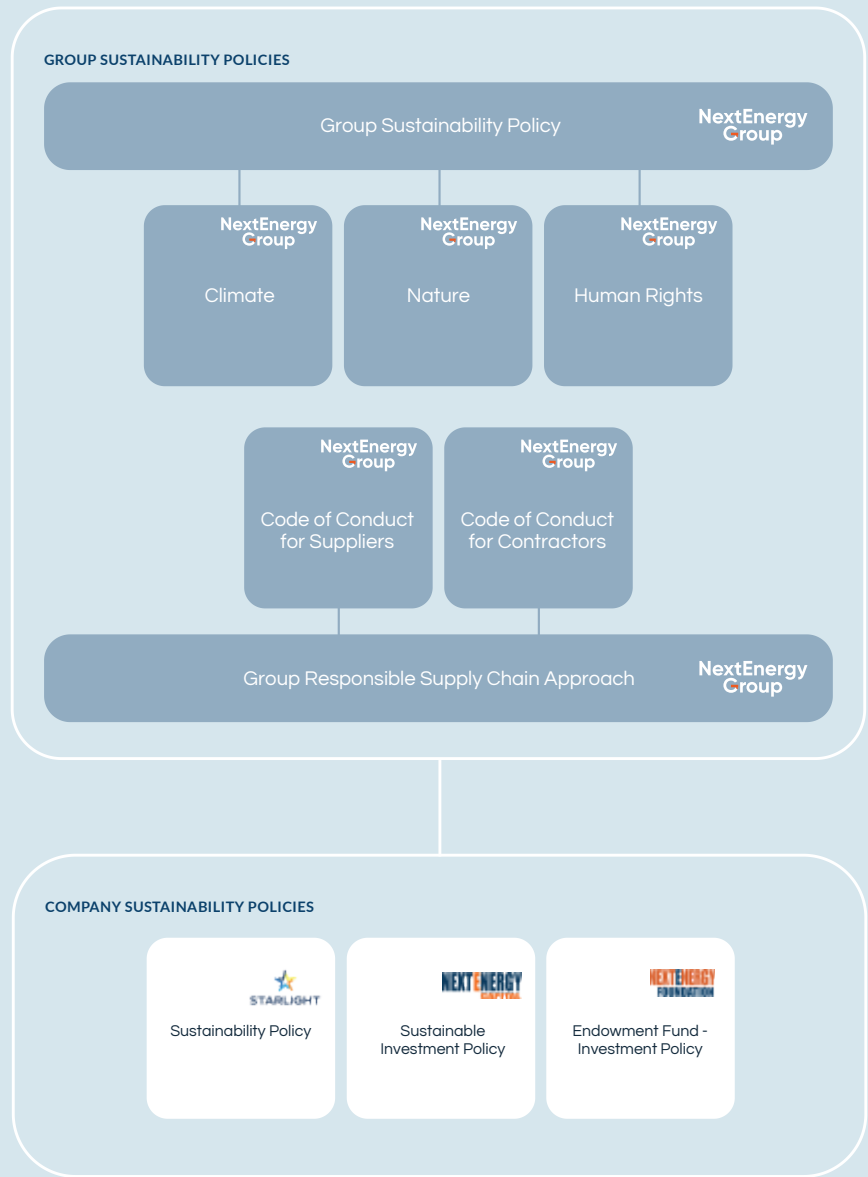 GROUP SUSTAINABILITY POLICIES
Group Sustainability Policy
NextEnergy
Group
NextEnergy
Group
Climate
NextEnergy
Group
Nature
NextEnergy
Group
Human Rights
NextEnergy
Group
Code of Conduct
for Suppliers
NextEnergy
Group
Code of Conduct
for Contractors
Group Responsible Supply Chain Approach
NextEnergy
Group
COMPANY SUSTAINABILITY POLICIES
STARLIGHT
Sustainability Policy
NEXTENERGY
CAPITAL
Sustainable
Investment Policy
NEXTENERGY
FOUNDATION
Endowment Fund -
Investment Policy